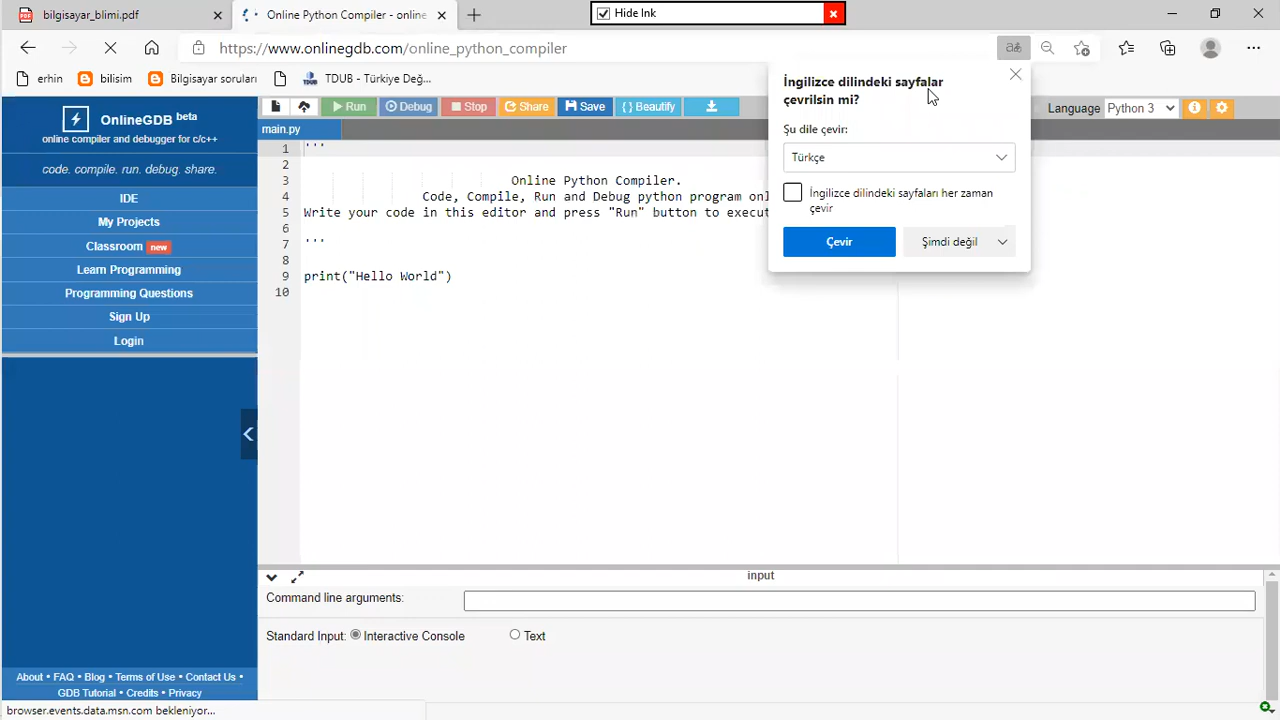 bilgisayar_blimi.pdf
Online Python Compiler - online
Hide Ink
https://www.onlinegdb.com/online_python_compiler
erhin
bilisim
Bilgisayar soruları
TDUB - Türkiye Değ...
OnlineGDB beta
online compiler and debugger for c/c++
code. compile. run. debug. share.
IDE
My Projects
Classroom new
Learn Programming
Programming Questions
Sign Up
Login
About • FAQ • Blog • Terms of Use • Contact Us •
GDB Tutorial • Credits • Privacy
browser.events.data.msn.com bekleniyor...
Run Debug Stop Share Save { } Beautify
Language Python 3
main.py
1 '''
2
3 Online Python Compiler.
4 Code, Compile, Run and Debug python program onl
5 Write your code in this editor and press "Run" button to execut
6
7 '''
8
9 print("Hello World")
10
İngilizce dilindeki sayfalar
çevrilsin mi?
Şu dile çevir:
Türkçe
İngilizce dilindeki sayfaları her zaman
çevir
Çevir
Şimdi değil
input
Command line arguments:
Standard Input: Interactive Console Text